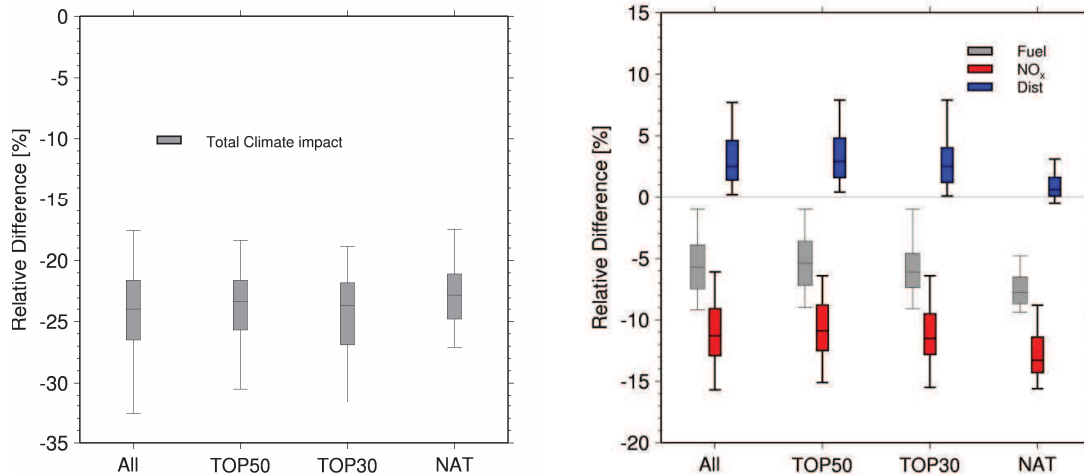 0
-5
-10
-15
-20
-25
-30
-35
Relative Difference [%]
Total Climate impact
All TOP50 TOP30 NAT
15
10
5
0
-5
-10
-15
-20
Relative Difference [%]
Fuel
NOx
Dist
All TOP50 TOP30 NAT